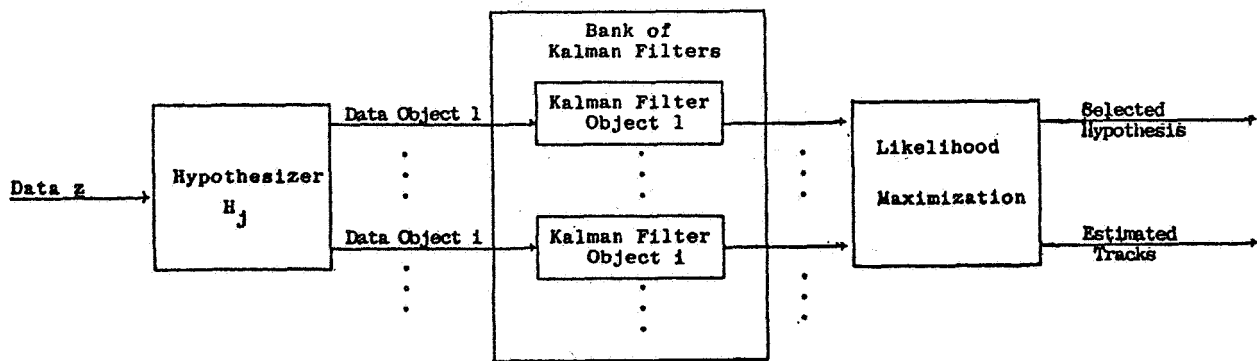 Bank of
Kalman Filters
Data z
Hypothesizer
Hj
Data Object 1
Kalman Filter
Object 1
Data Object i
Kalman Filter
Object i
Likelihood
Maximization
Selected
Hypothesis
Estimated
Tracks